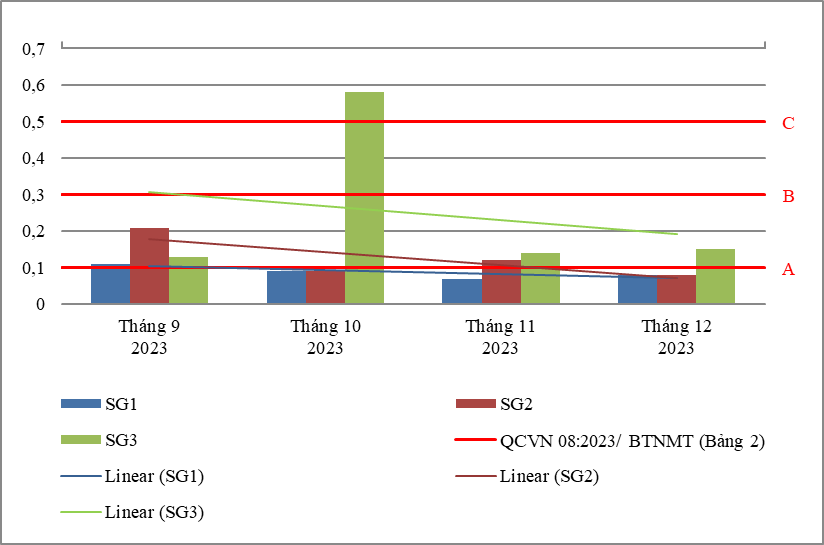 0,7
0,6
0,5
C
0,4
0,3
B
0,2
0,1
A
0
Tháng 9
2023
Tháng 10
2023
Tháng 11
2023
Tháng 12
2023
SG1
SG2
SG3
QCVN 08:2023/ BTNMT (Bảng 2)
Linear (SG1)
Linear (SG2)
Linear (SG3)